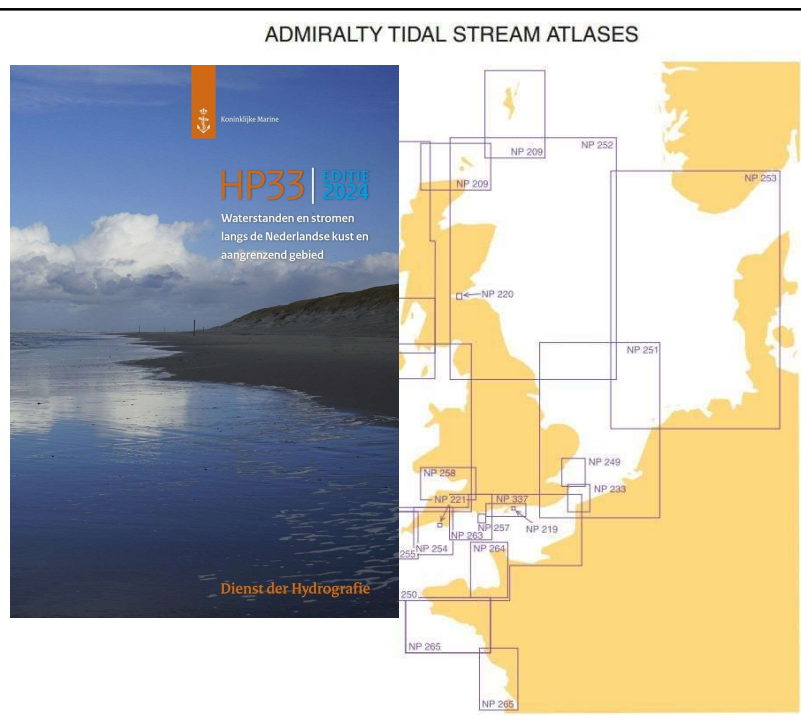 ADMIRALTY TIDAL STREAM ATLASES
Koninklijke Marine
HP33 EDITIE 2024
Waterstanden en stromen
langs de Nederlandse kust en
aangrenzend gebied
Dienst der Hydrografie
NP 209
NP 252
NP 209
NP 253
NP 220
NP 251
NP 249
NP 258
NP 233
NP 221
NP 337
NP 257
NP 219
NP 263
NP 254
NP 264
255
250
NP 265
NP 265